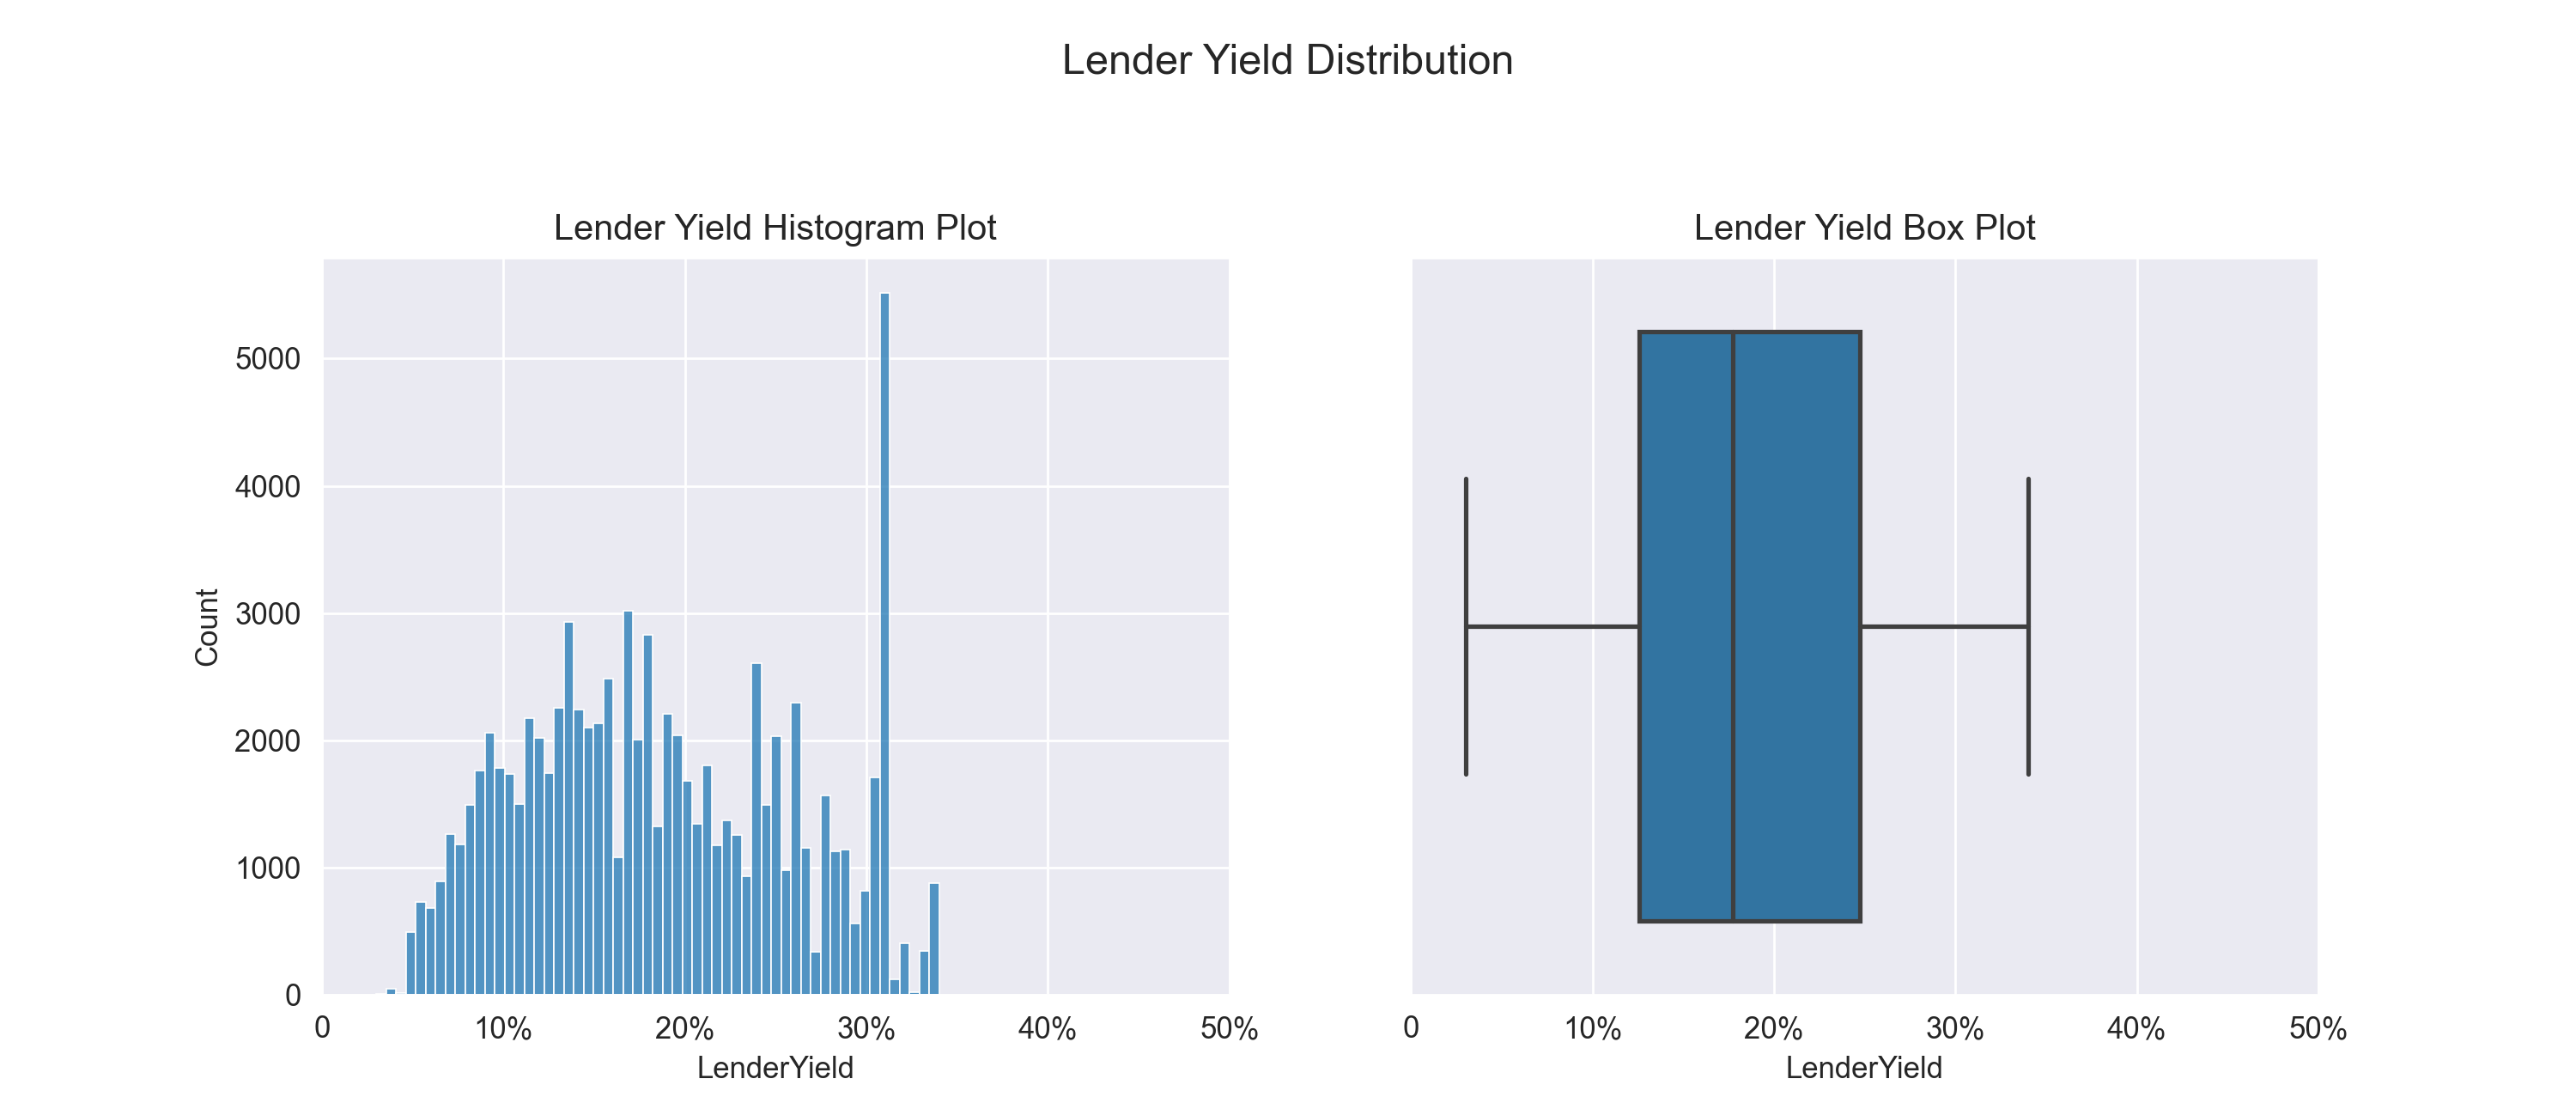 Lender Yield Distribution
Lender Yield Histogram Plot
5000
4000
3000
2000
1000
0
Count
0 10% 20% 30% 40% 50%
LenderYield
Lender Yield Box Plot
0 10% 20% 30% 40% 50%
LenderYield